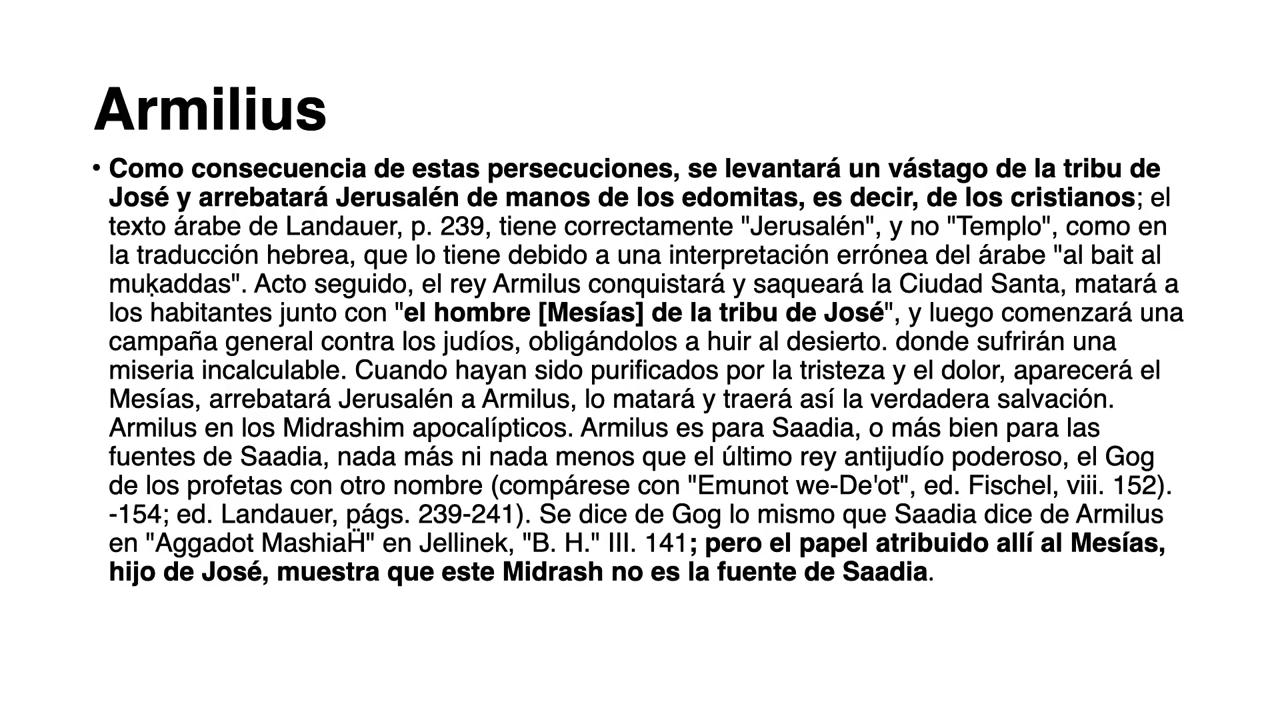 Armilius
• Como consecuencia de estas persecuciones, se levantará un vástago de la tribu de
José y arrebatará Jerusalén de manos de los edomitas, es decir, de los cristianos; el
texto árabe de Landauer, p. 239, tiene correctamente "Jerusalén", y no "Templo", como en
la traducción hebrea, que lo tiene debido a una interpretación errónea del árabe "al bait al
muḳaddas". Acto seguido, el rey Armilus conquistará y saqueará la Ciudad Santa, matará a
los habitantes junto con "el hombre [Mesías] de la tribu de José", y luego comenzará una
campaña general contra los judíos, obligándolos a huir al desierto. donde sufrirán una
miseria incalculable. Cuando hayan sido purificados por la tristeza y el dolor, aparecerá el
Mesías, arrebatará Jerusalén a Armilus, lo matará y traerá así la verdadera salvación.
Armilus en los Midrashim apocalípticos. Armilus es para Saadia, o más bien para las
fuentes de Saadia, nada más ni nada menos que el último rey antijudío poderoso, el Gog
de los profetas con otro nombre (compárese con "Emunot we-De'ot", ed. Fischel, viii. 152).
-154; ed. Landauer, págs. 239-241). Se dice de Gog lo mismo que Saadia dice de Armilus
en "Aggadot MashiaḦ" en Jellinek, "B. H." III. 141; pero el papel atribuido allí al Mesías,
hijo de José, muestra que este Midrash no es la fuente de Saadia.